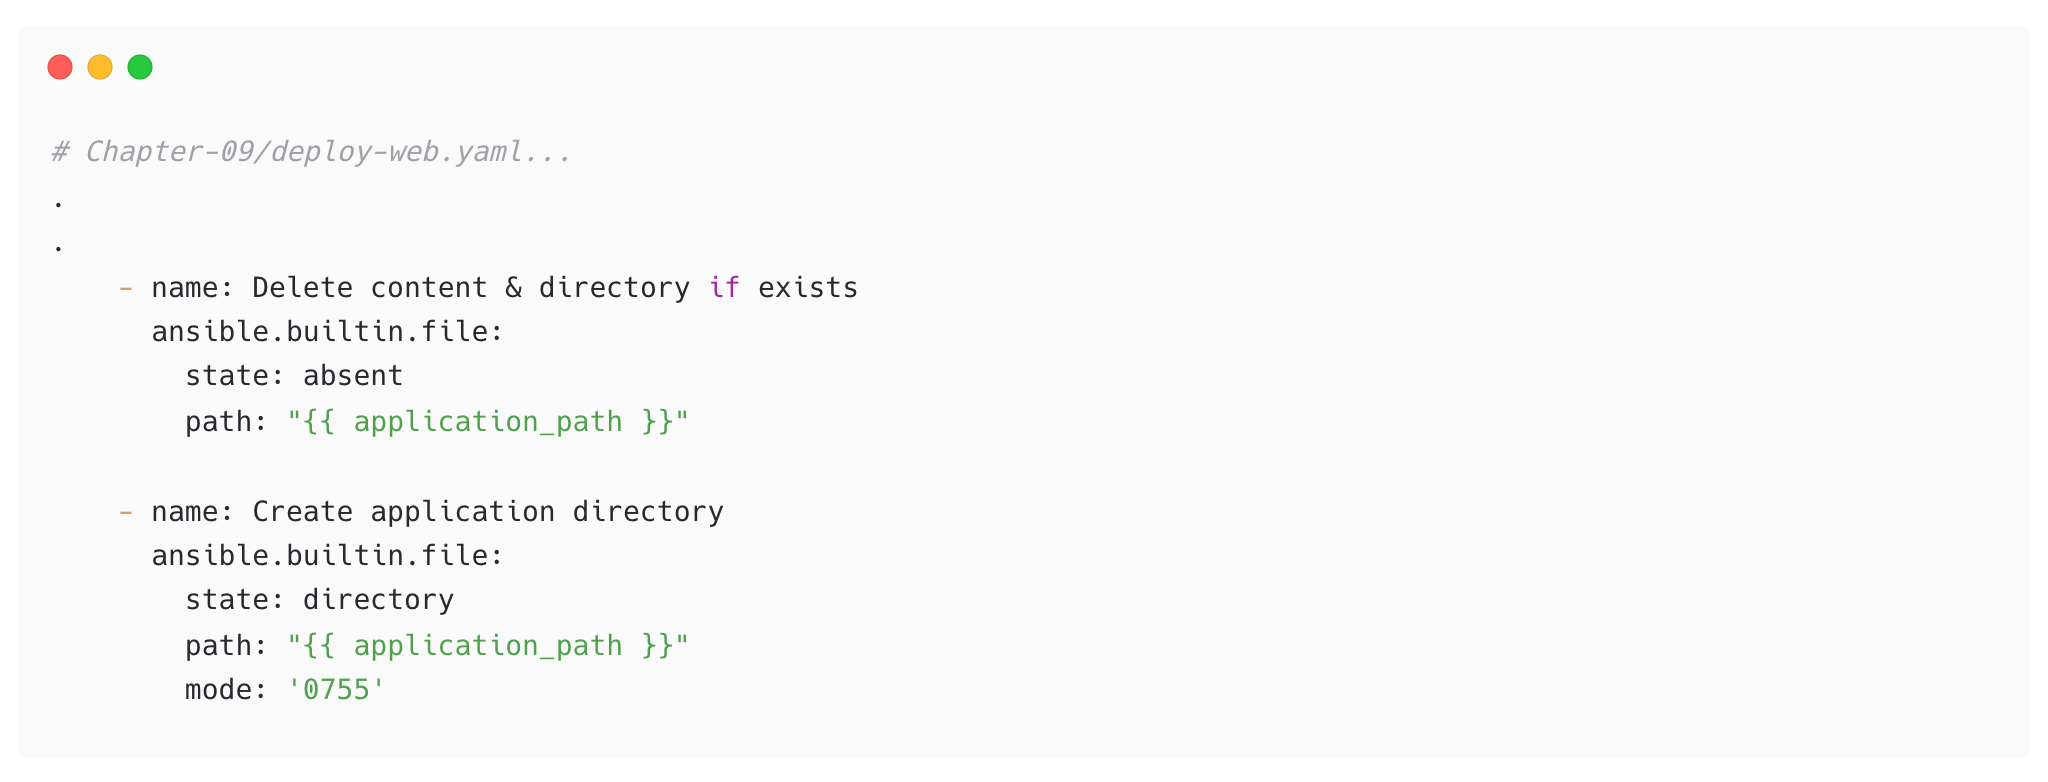 # Chapter-09/deploy-web.yaml...
.
.
    - name: Delete content & directory if exists
      ansible.builtin.file:
        state: absent
        path: "{{ application_path }}"

    - name: Create application directory
      ansible.builtin.file:
        state: directory
        path: "{{ application_path }}"
        mode: '0755'